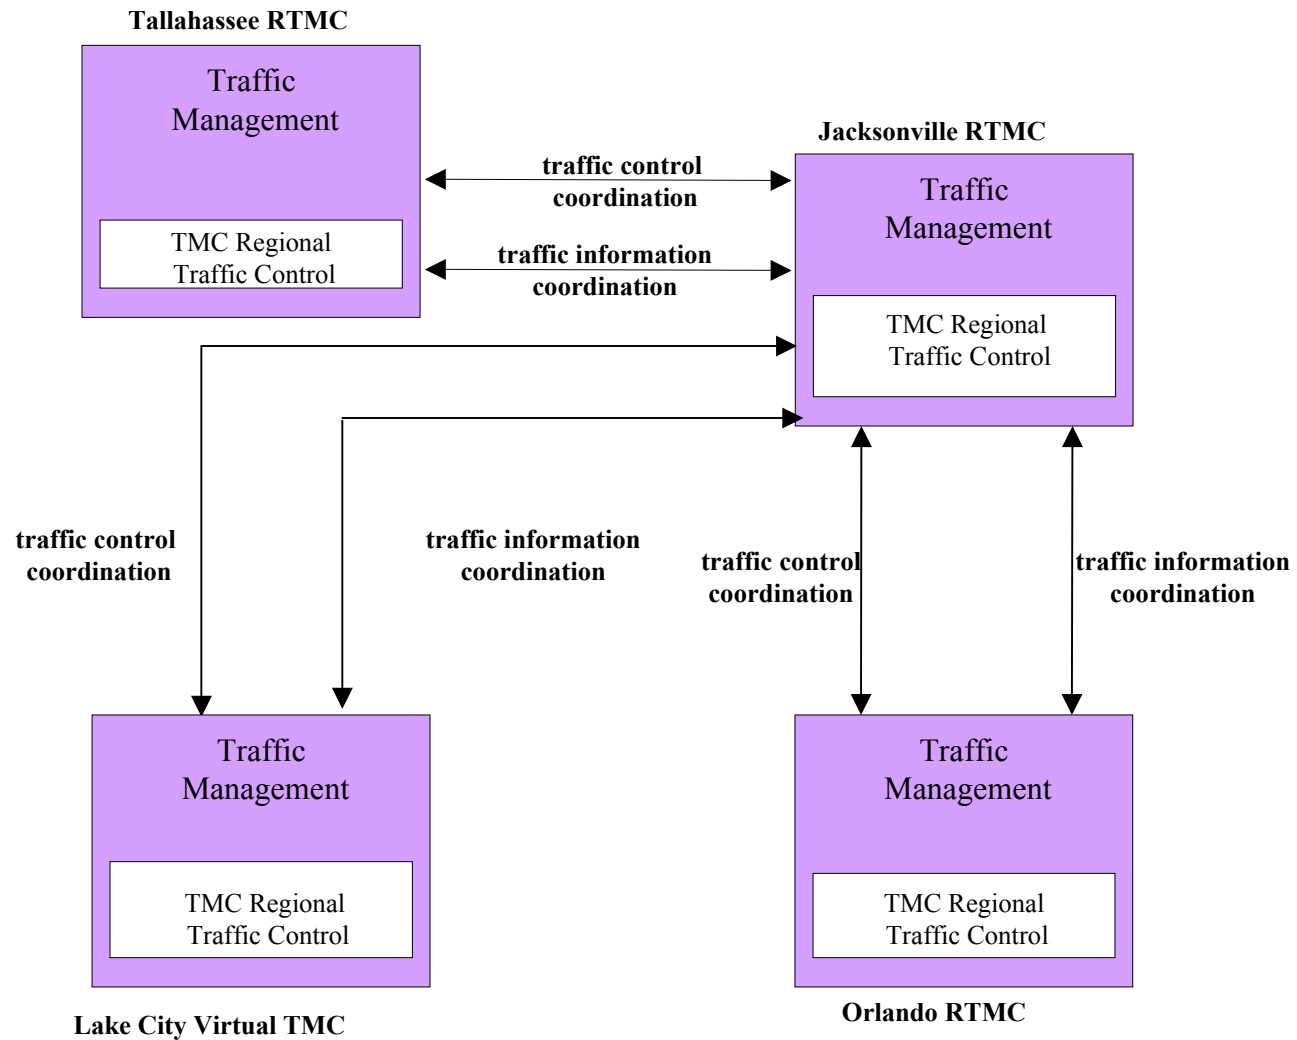 Tallahassee RTMC
Traffic
Management
TMC Regional
Traffic Control
traffic control
coordination
traffic information
coordination
Jacksonville RTMC
Traffic
Management
TMC Regional
Traffic Control
traffic control
coordination
traffic information
coordination
traffic control
coordination
traffic information
coordination
Traffic
Management
TMC Regional
Traffic Control
Lake City Virtual TMC
Traffic
Management
TMC Regional
Traffic Control
Orlando RTMC